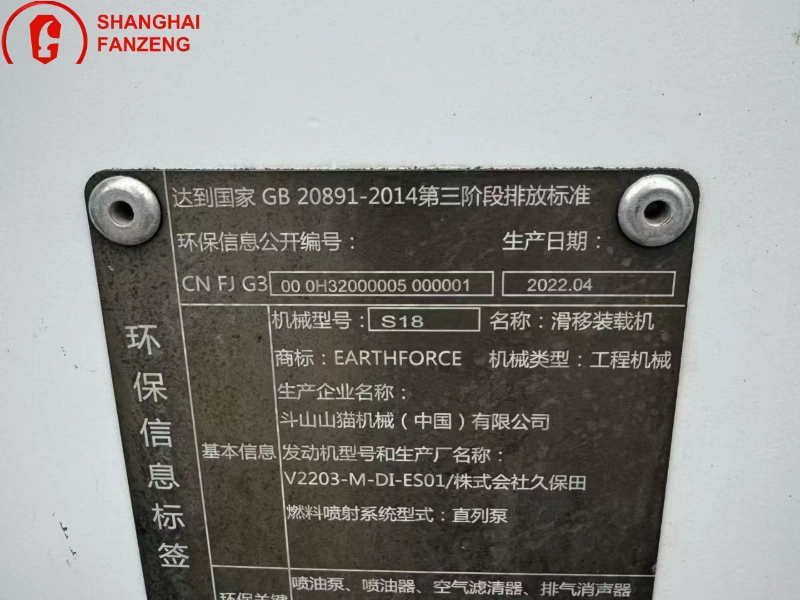 SHANGHAI
FANZENG
达到国家 GB 20891-2014第三阶段排放标准
环保信息公开编号： 生产日期：
CN FJ G3 00 0H32000005 000001 2022.04
环保信息标签
机械型号： S18 名称：滑移装载机
商标：EARTHFORCE 机械类型：工程机械
生产企业名称：
斗山山猫机械（中国）有限公司
基本信息 发动机型号和生产厂名称：
V2203-M-DI-ES01/株式会社久保田
燃料喷射系统型式：直列泵
喷油泵、喷油器、空气滤清器、排气消声器
环保关键